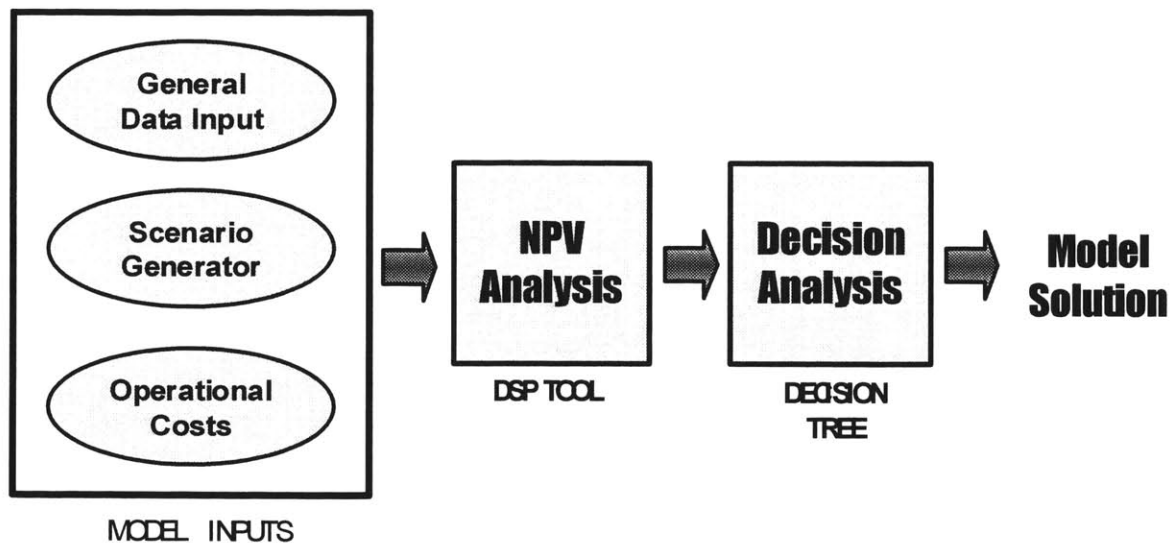 General
Data Input
Scenario
Generator
Operational
Costs
MODEL INPUTS
NPV
Analysis
DSP TOOL
Decision
Analysis
DECISION
TREE
Model
Solution